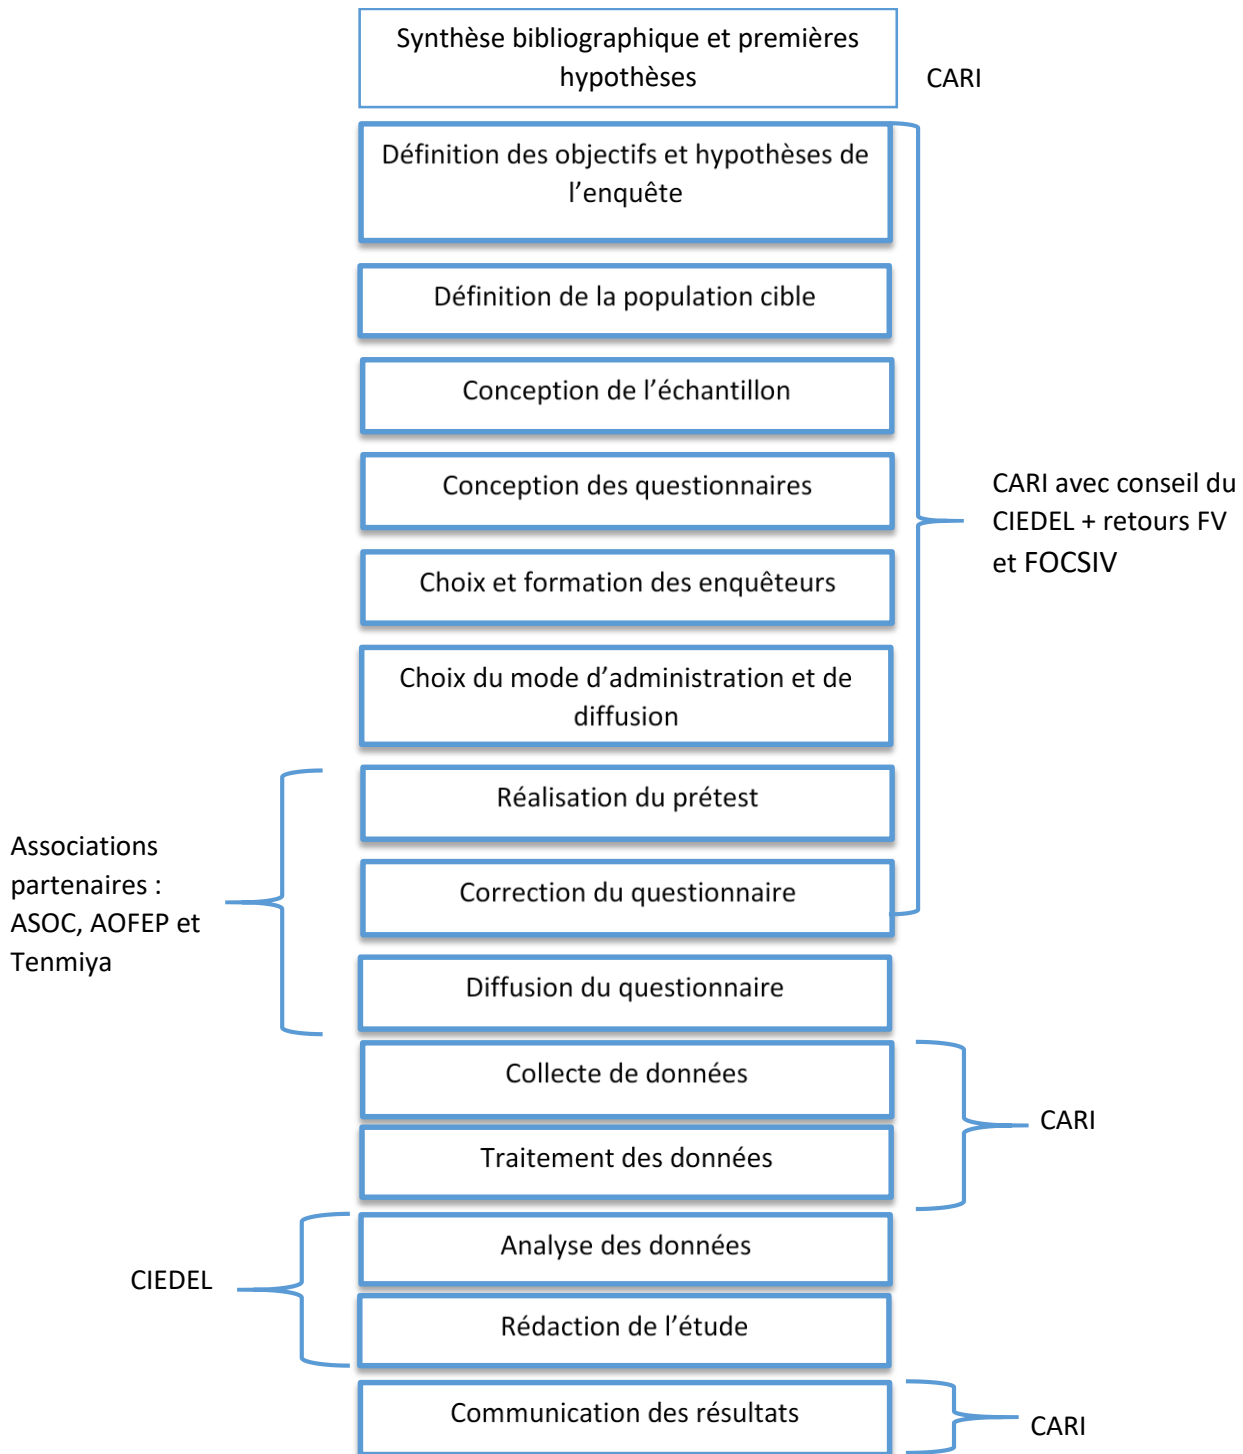 Synthèse bibliographique et premières
hypothèses
CARI
Définition des objectifs et hypothèses de
l’enquête
Définition de la population cible
Conception de l’échantillon
Conception des questionnaires
CARI avec conseil du
CIEDEL + retours FV
et FOCSIV
Choix et formation des enquêteurs
Choix du mode d’administration et de
diffusion
Réalisation du prétest
Associations
partenaires :
ASOC, AOFEP et
Tenmiya
Correction du questionnaire
Diffusion du questionnaire
Collecte de données
CARI
Traitement des données
Analyse des données
CIEDEL
Rédaction de l’étude
Communication des résultats
CARI